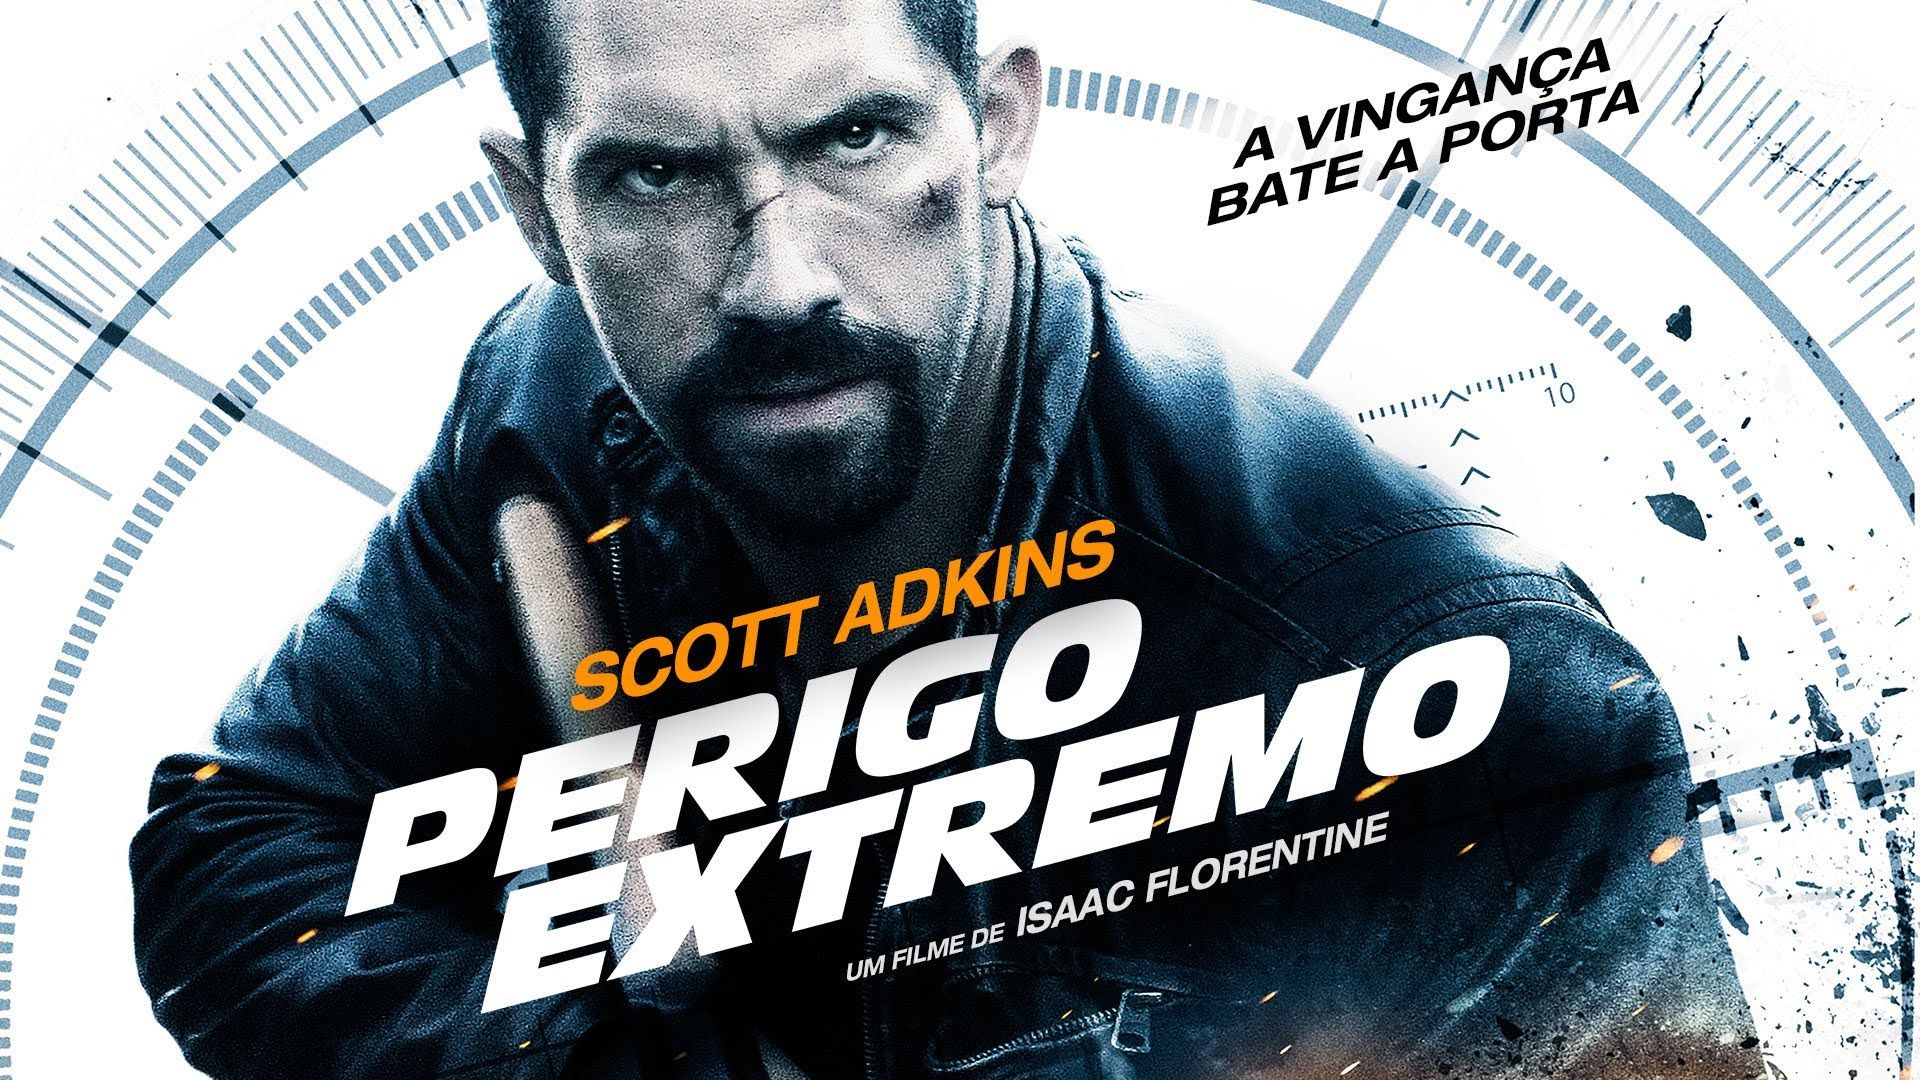 A VINGANÇA
BATE A PORTA
10
SCOTT ADKINS
PERIGO
EXTREMO
UM FILME DE ISAAC FLORENTINE